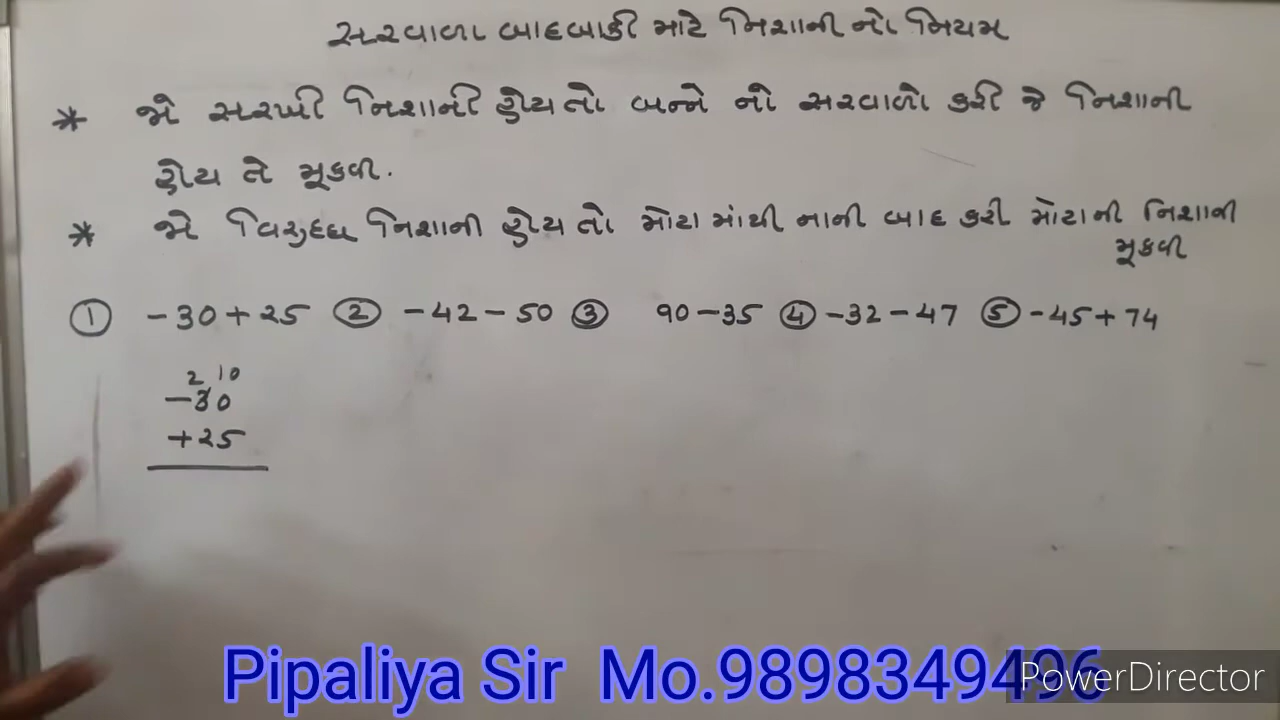 સરવાળા બાદબાકી માટે નિશાની નો નિયમ
* જો સરખી નિશાની હોય તો બન્ને નો સરવાળો કરી જે નિશાની
હોય તે મૂકવી.
* જો વિરુદ્ધ નિશાની હોય તો મોટા માંથી નાની બાદ કરી મોટાની નિશાની
મૂકવી
① -30+25 ② -42-50 ③ 90-35 ④ -32-47 ⑤ -45+74
2 10
-30
+25
Pipaliya Sir Mo.9898349496
PowerDirector